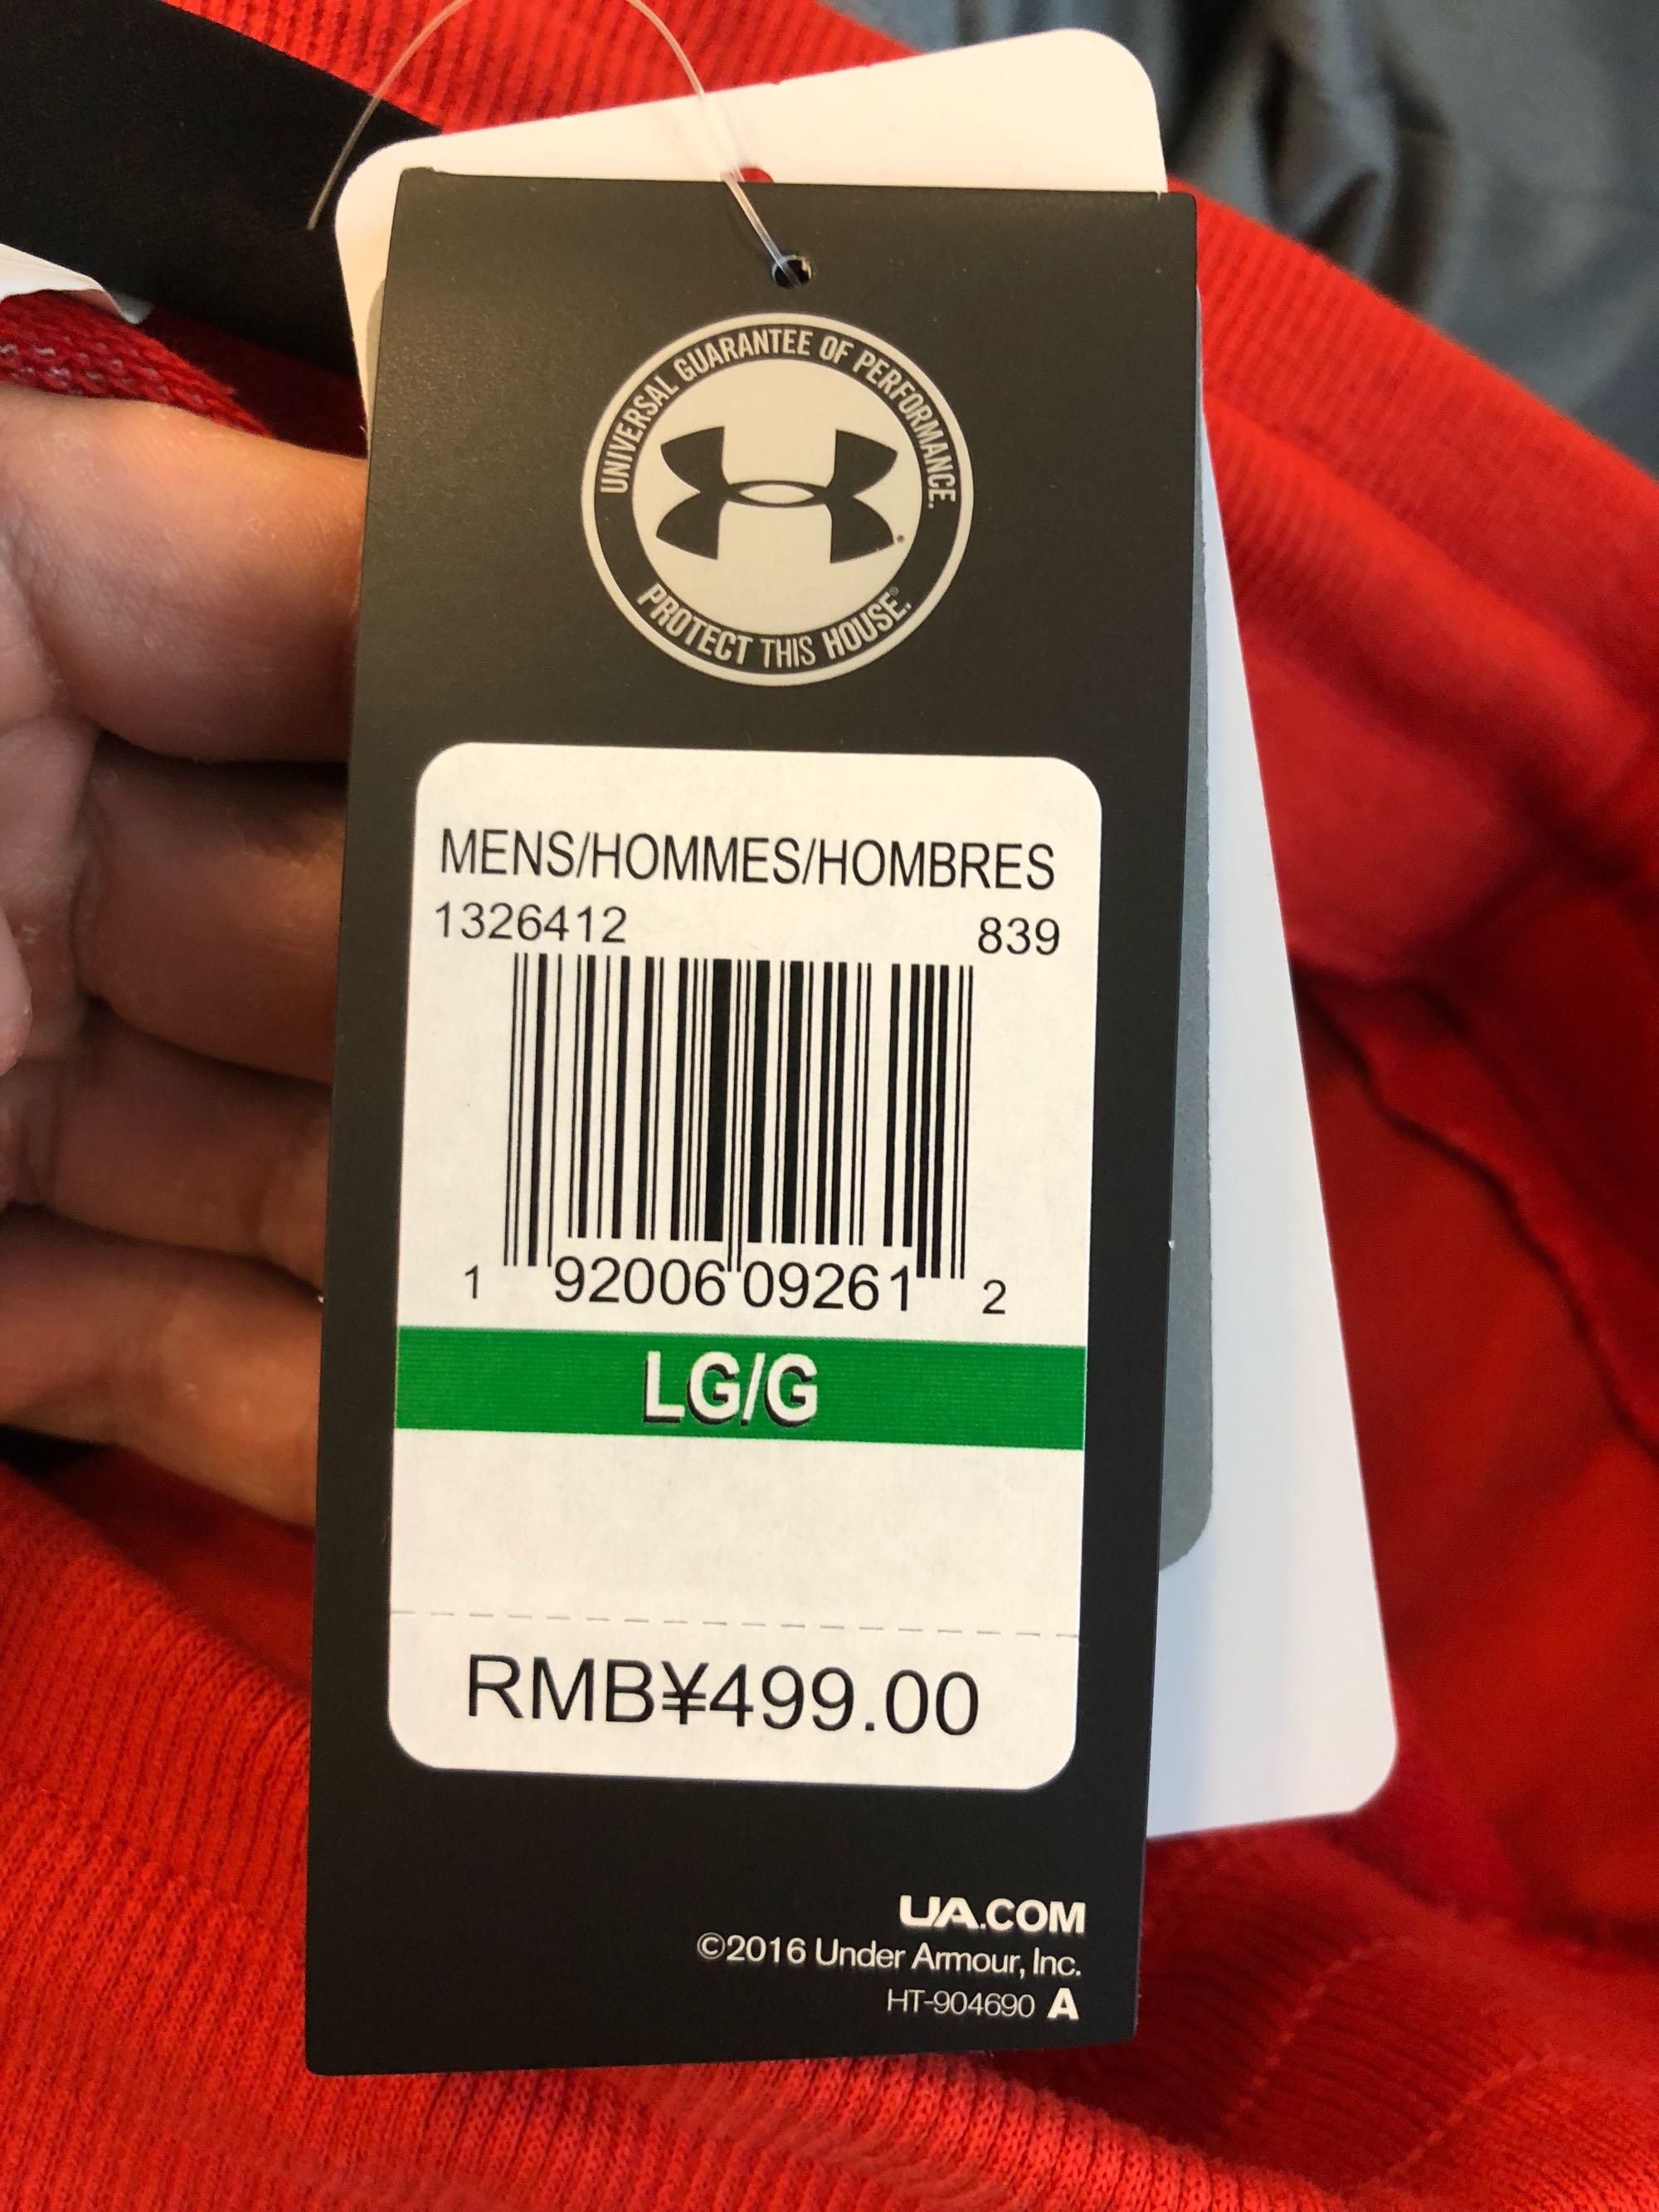 UNIVERSAL GUARANTEE OF PERFORMANCE.
PROTECT THIS HOUSE.®
MENS/HOMMES/HOMBRES
1326412 839
1 92006 09261 2
LG/G
RMB¥499.00
UA.COM
©2016 Under Armour, Inc.
HT-904690 A